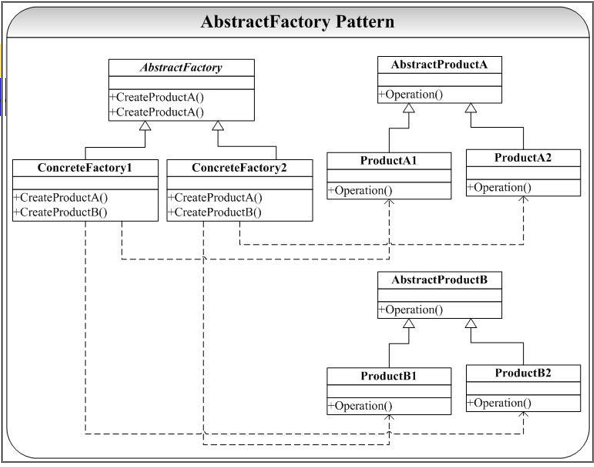 AbstractFactory Pattern
AbstractFactory
+CreateProductA()
+CreateProductA()
AbstractProductA
+Operation()
ConcreteFactory1
+CreateProductA()
+CreateProductB()
ConcreteFactory2
+CreateProductA()
+CreateProductB()
ProductA1
+Operation()
ProductA2
+Operation()
AbstractProductB
+Operation()
ProductB1
+Operation()
ProductB2
+Operation()